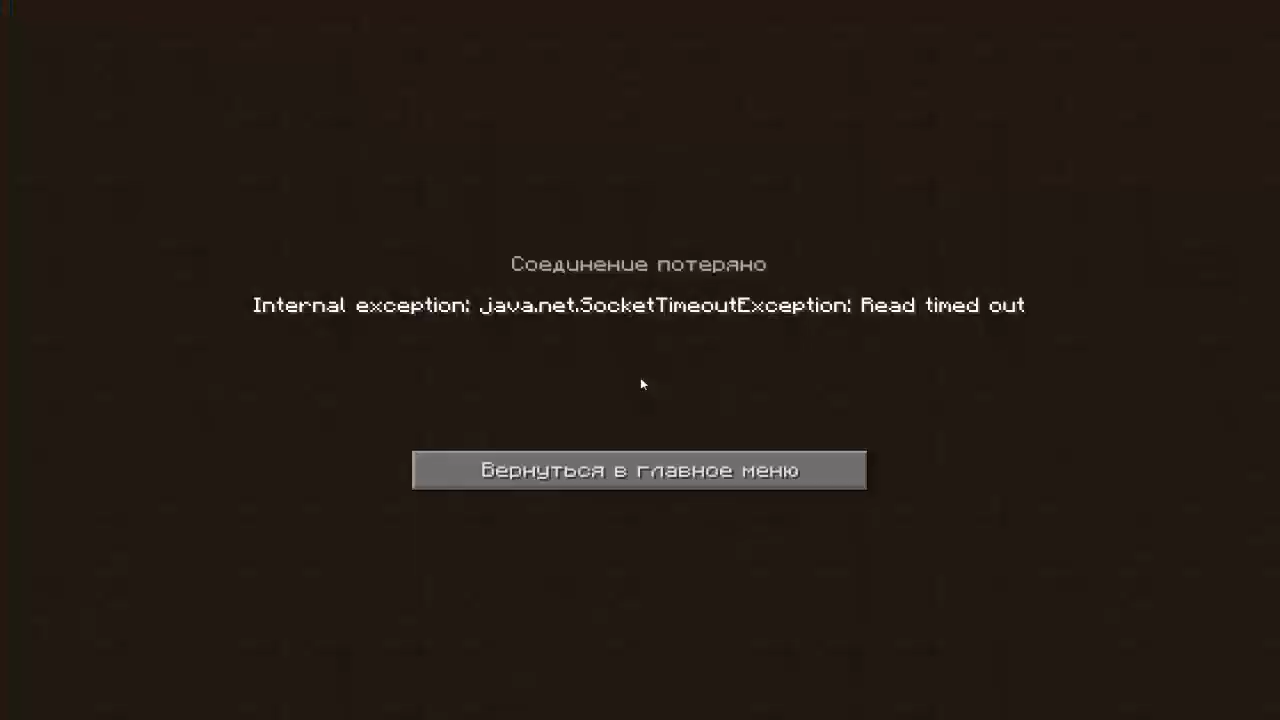 Соединение потеряно
Internal exception: java.net.SocketTimeoutException: Read timed out
Вернуться в главное меню